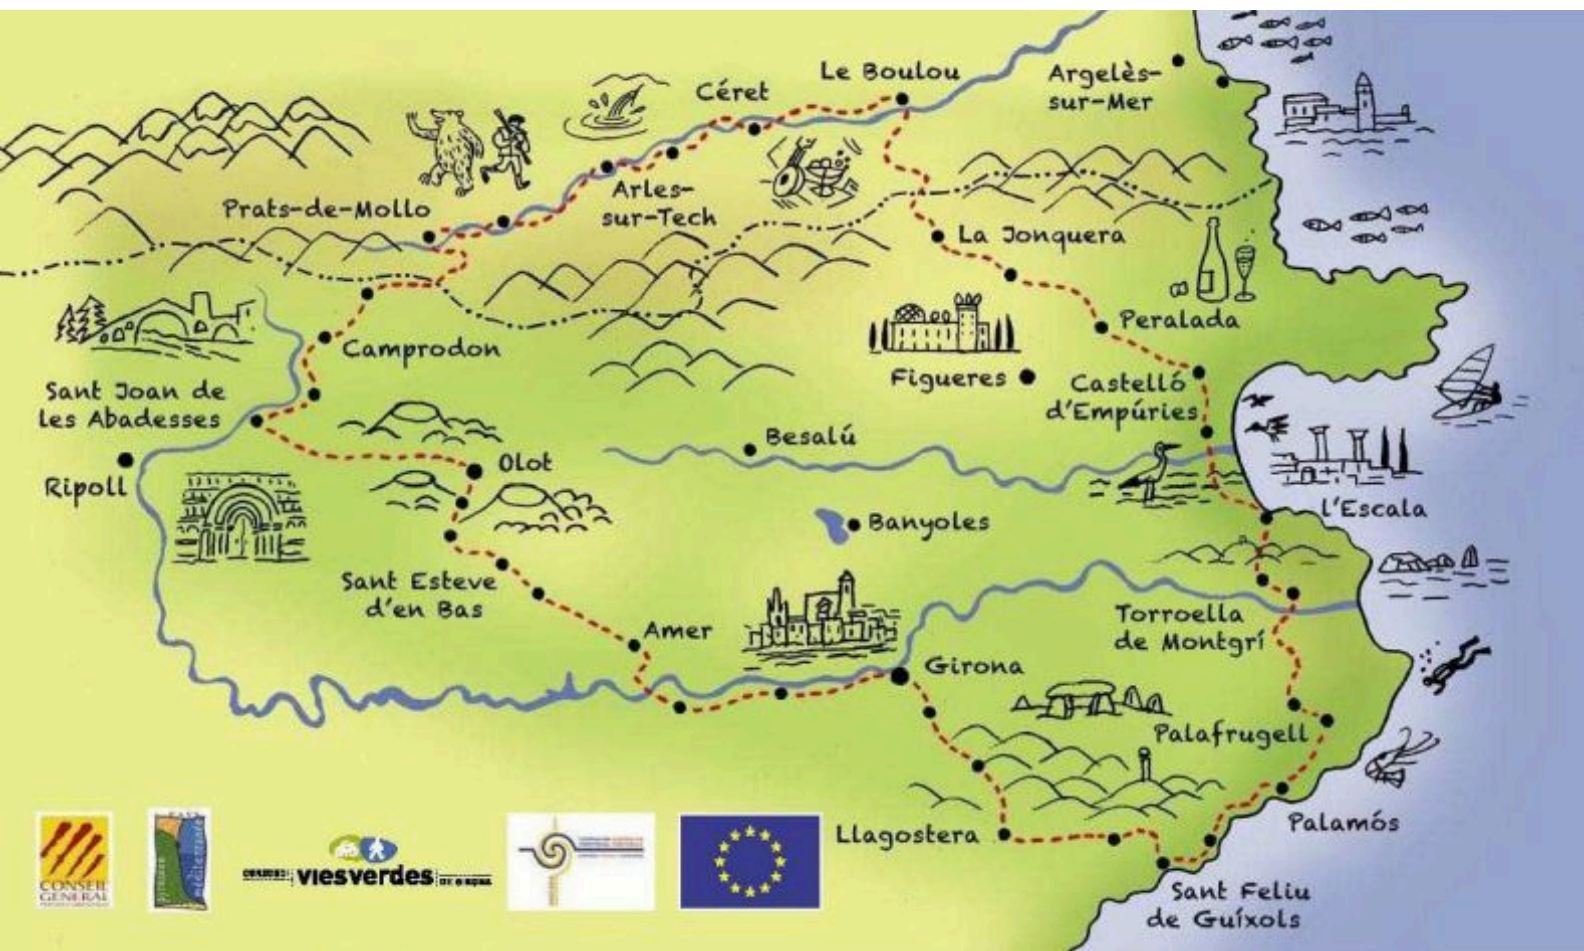 Le Boulou
Argelès-
sur-Mer
Céret
Prats-de-Mollo
Arles-
sur-Tech
La Jonquera
Peralada
Camprodon
Figueres
Castelló
d'Empúries
Sant Joan de
les Abadesses
Besalú
Olot
Ripoll
l'Escala
Banyoles
Sant Esteve
d'en Bas
Torroella
de Montgrí
Amer
Girona
Palafrugell
Llagostera
Palamós
Sant Feliu
de Guíxols
CONSEIL
GENERAL
viesverdes